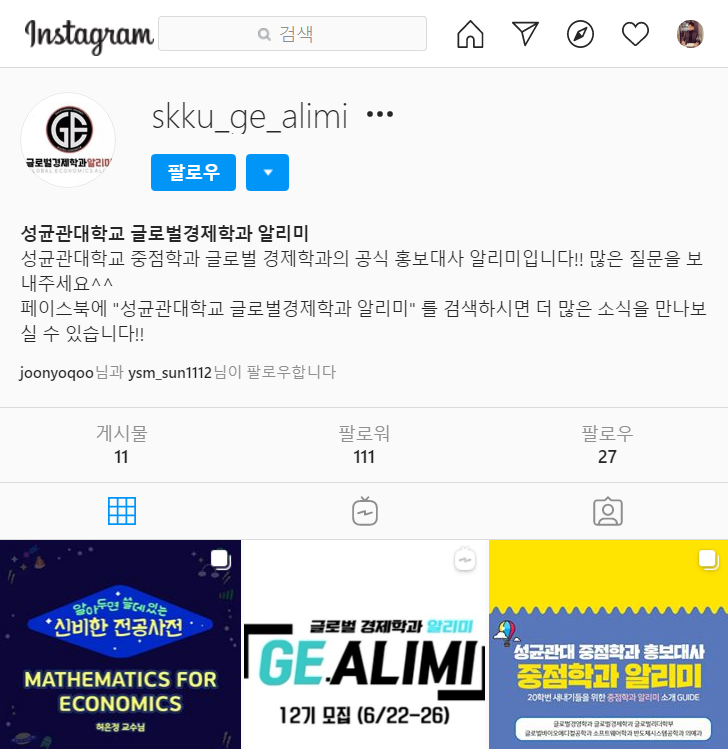 Instagram
검색
skku_ge_alimi
GE
글로벌경제학과알리미
팔로우
성균관대학교 글로벌경제학과 알리미
성균관대학교 중점학과 글로벌 경제학과의 공식 홍보대사 알리미입니다!! 많은 질문을 보
내주세요^^
페이스북에 "성균관대학교 글로벌경제학과 알리미" 를 검색하시면 더 많은 소식을 만나보
실 수 있습니다!!
joonyoqoo님과 ysm_sun1112님이 팔로우합니다
게시물
11
팔로워
111
팔로우
27
알아두면 쓸데있는
신비한 전공사전
MATHEMATICS FOR
ECONOMICS
허은정 교수님
글로벌 경제학과 알리미
GE.ALIMI
12기 모집 (6/22-26)
성균관대 중점학과 홍보대사
중점학과 알리미
20학번 새내기들을 위한 중점학과 알리미 소개 GUIDE
글로벌경영학과 글로벌경제학과 글로벌리더학부
글로벌바이오메디컬공학과 소프트웨어학과 반도체시스템공학과 의예과